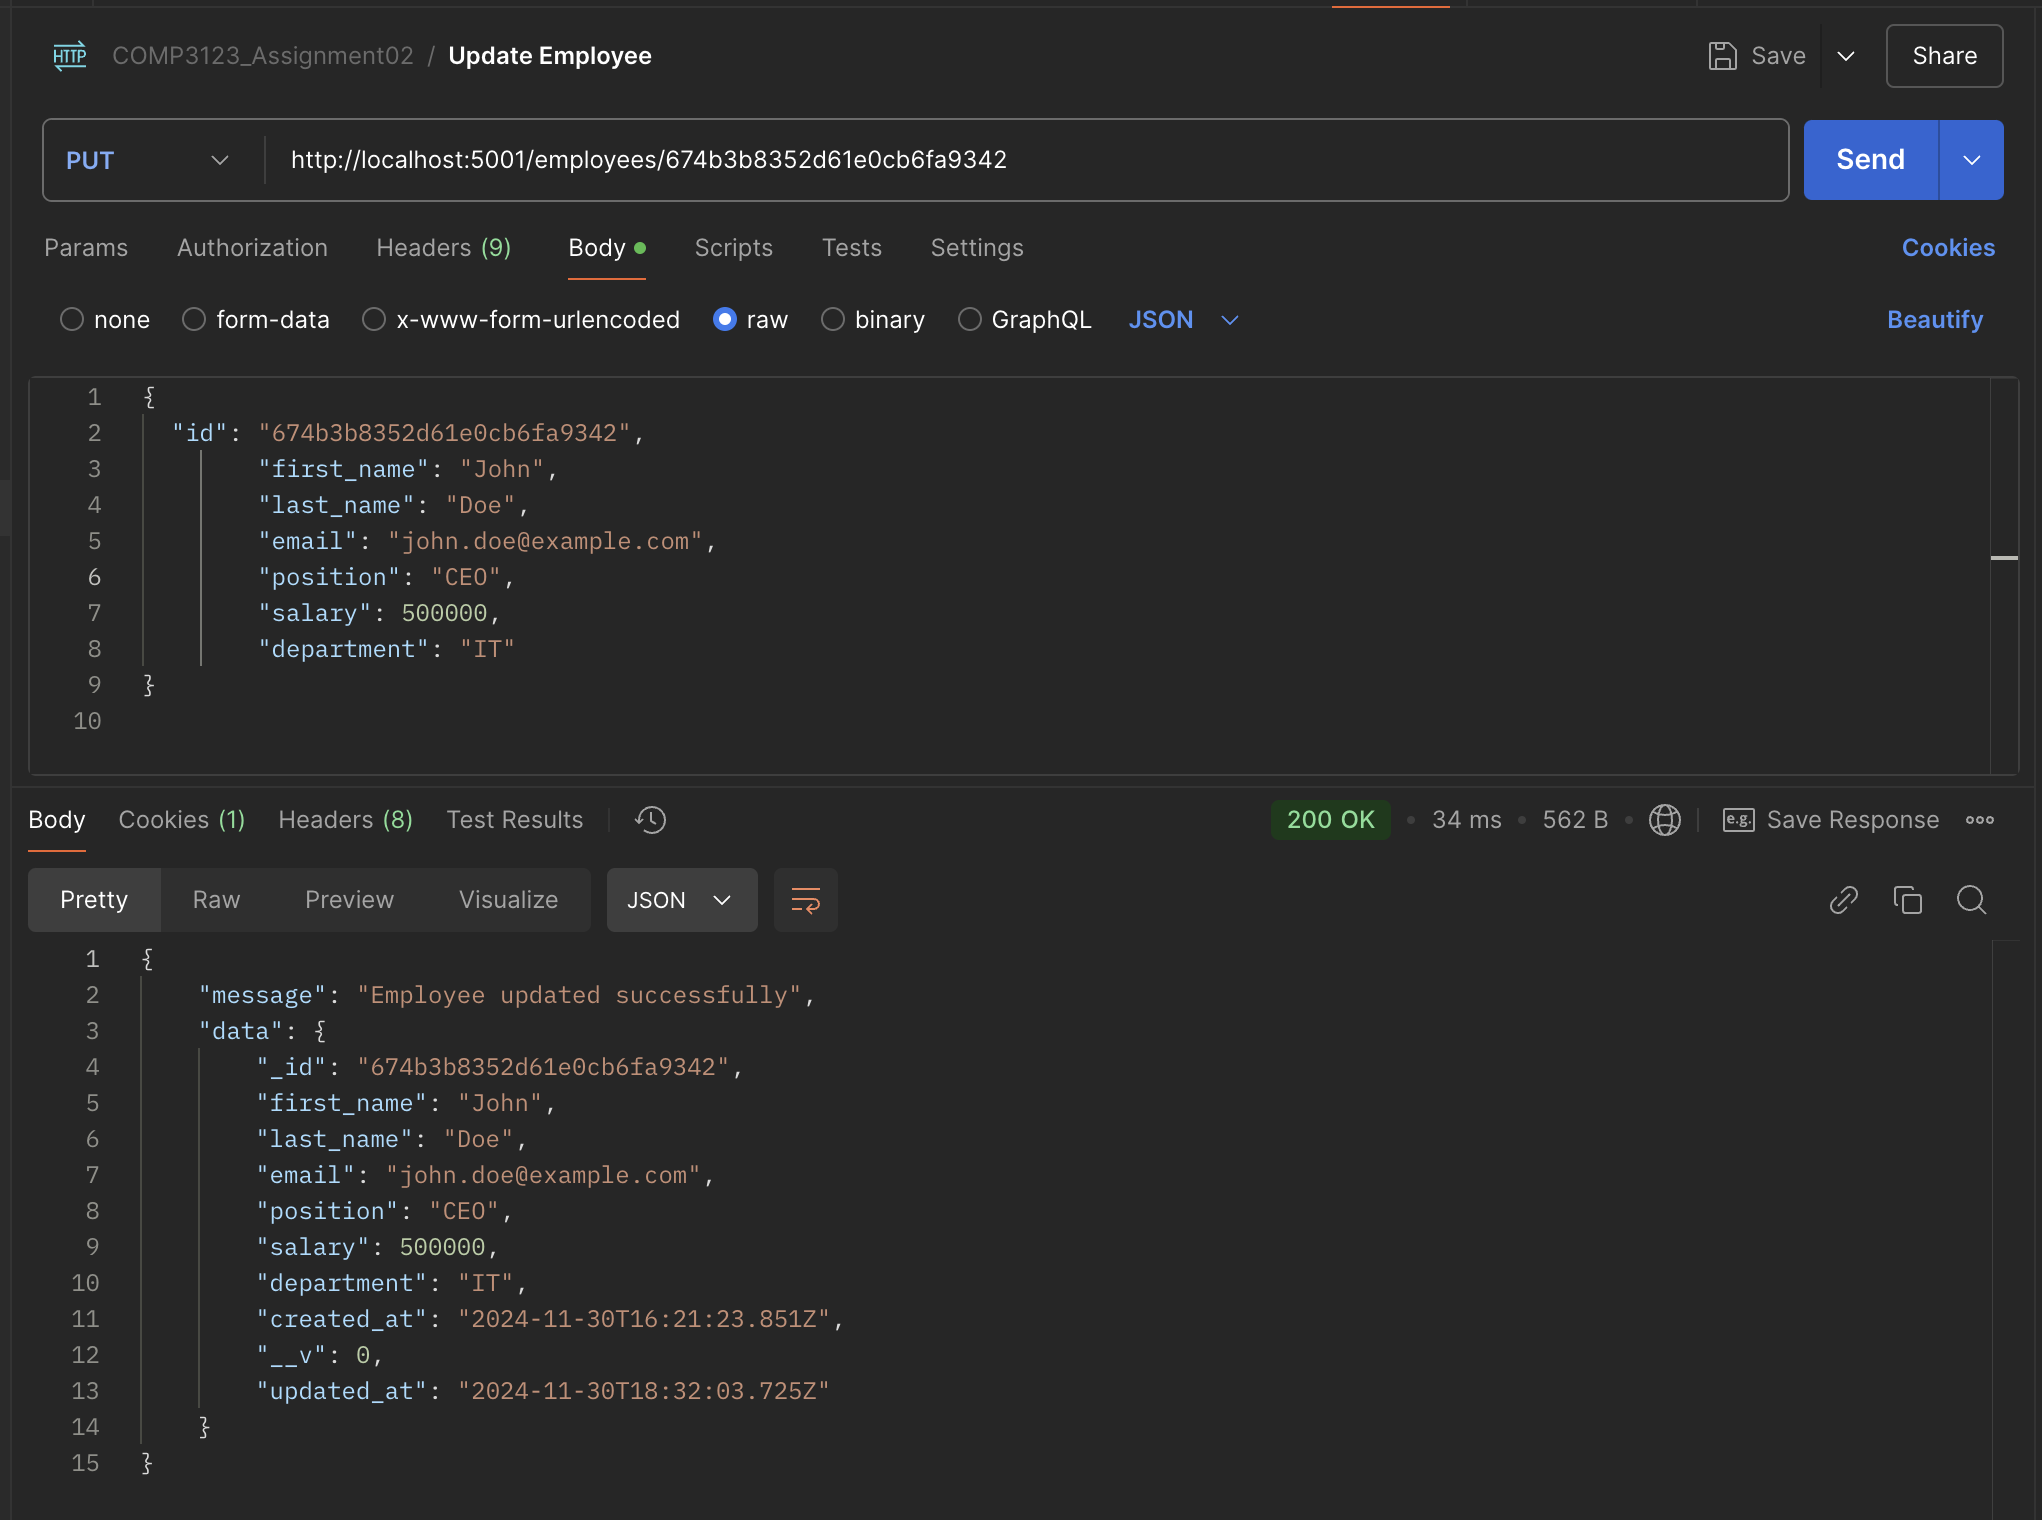 HTTP COMP3123_Assignment02 / Update Employee Save Share
PUT http://localhost:5001/employees/674b3b8352d61e0cb6fa9342 Send
Params Authorization Headers (9) Body Scripts Tests Settings Cookies
none form-data x-www-form-urlencoded raw binary GraphQL JSON Beautify
1 {
2 "id": "674b3b8352d61e0cb6fa9342",
3 "first_name": "John",
4 "last_name": "Doe",
5 "email": "john.doe@example.com",
6 "position": "CEO",
7 "salary": 500000,
8 "department": "IT"
9 }
10
Body Cookies (1) Headers (8) Test Results 200 OK • 34 ms • 562 B • e.g. Save Response
Pretty Raw Preview Visualize JSON
1 {
2 "message": "Employee updated successfully",
3 "data": {
4 "_id": "674b3b8352d61e0cb6fa9342",
5 "first_name": "John",
6 "last_name": "Doe",
7 "email": "john.doe@example.com",
8 "position": "CEO",
9 "salary": 500000,
10 "department": "IT",
11 "created_at": "2024-11-30T16:21:23.851Z",
12 "__v": 0,
13 "updated_at": "2024-11-30T18:32:03.725Z"
14 }
15 }